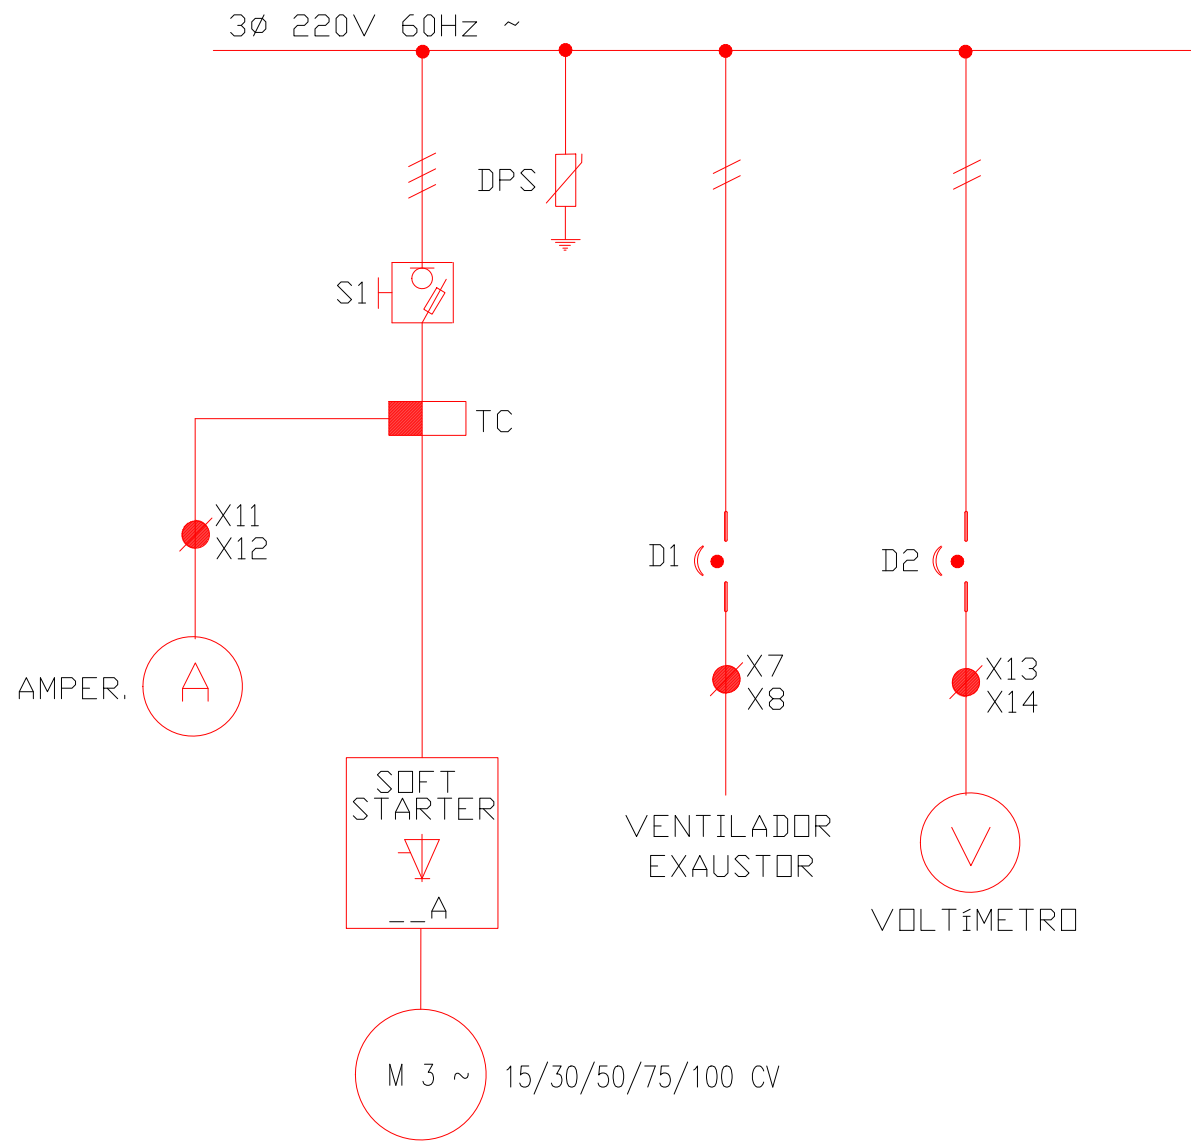 3ø 220V 60Hz ~
DPS
S1
TC
X11
X12
D1
D2
AMPER.
A
X7
X8
X13
X14
SOFT
STARTER
__A
VENTILADOR
EXAUSTOR
V
VOLTíMETRO
M 3 ~
15/30/50/75/100 CV